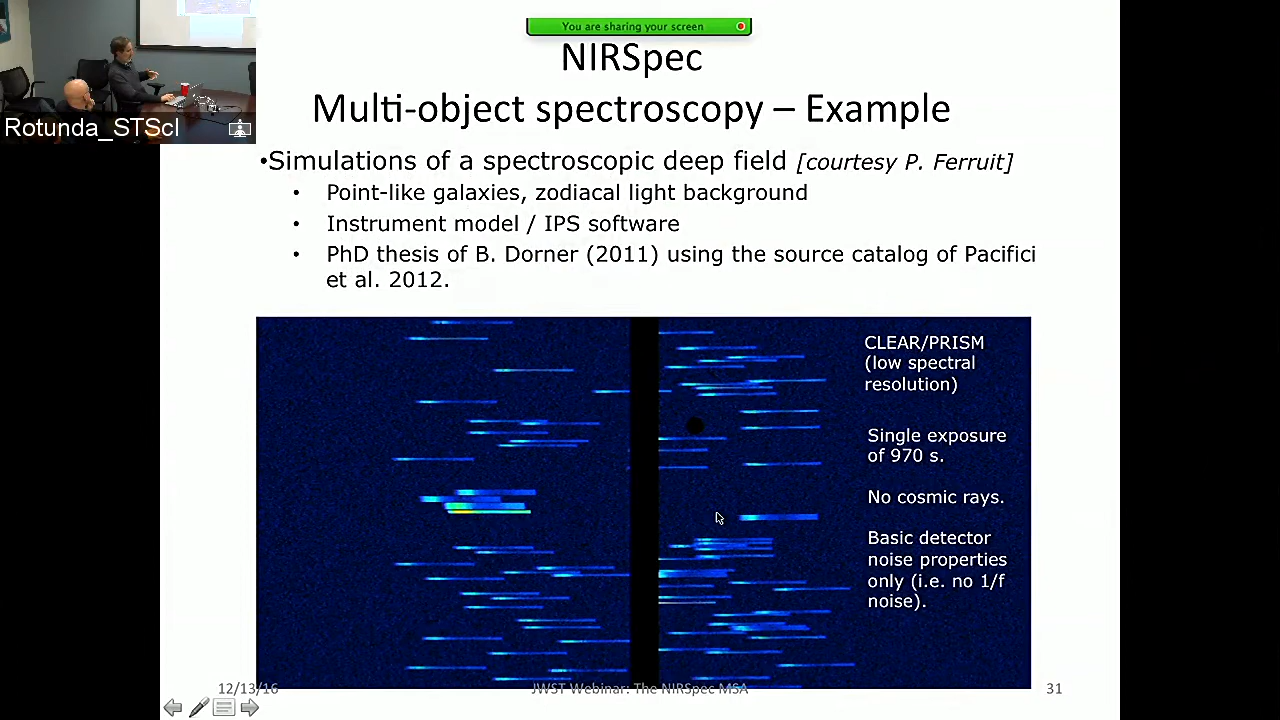 You are sharing your screen
NIRSpec
Multi-object spectroscopy – Example
Rotunda_STScI
•Simulations of a spectroscopic deep field [courtesy P. Ferruit]
• Point-like galaxies, zodiacal light background
• Instrument model / IPS software
• PhD thesis of B. Dorner (2011) using the source catalog of Pacifici
et al. 2012.
CLEAR/PRISM
(low spectral
resolution)
Single exposure
of 970 s.
No cosmic rays.
Basic detector
noise properties
only (i.e. no 1/f
noise).
12/13/16
JWST Webinar: The NIRSpec MSA
31